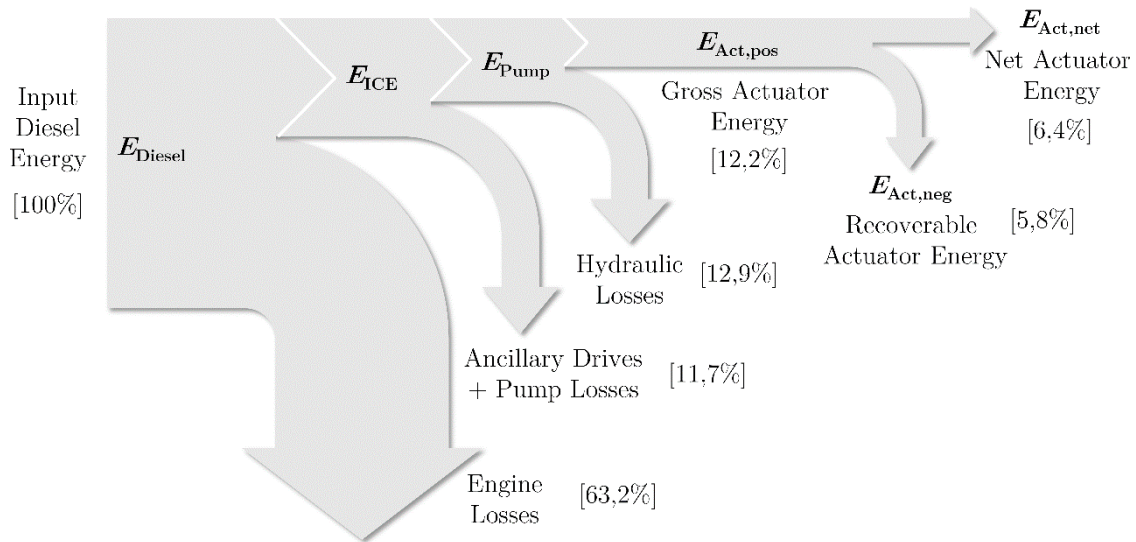 Input
Diesel
Energy
[100%]
E_Diesel
E_ICE
E_Pump
E_Act,pos
Gross Actuator
Energy
[12,2%]
E_Act,net
Net Actuator
Energy
[6,4%]
E_Act,neg
Recoverable
Actuator Energy
[5,8%]
Hydraulic
Losses
[12,9%]
Ancillary Drives
+ Pump Losses
[11,7%]
Engine
Losses
[63,2%]